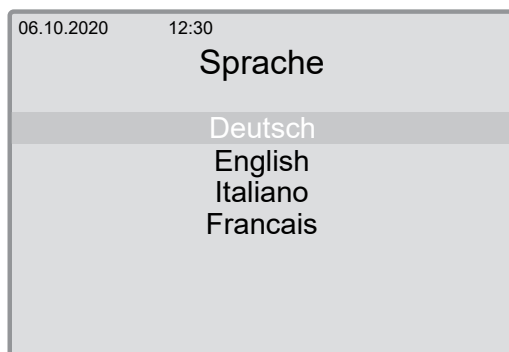 06.10.2020 12:30
Sprache
Deutsch
English
Italiano
Francais